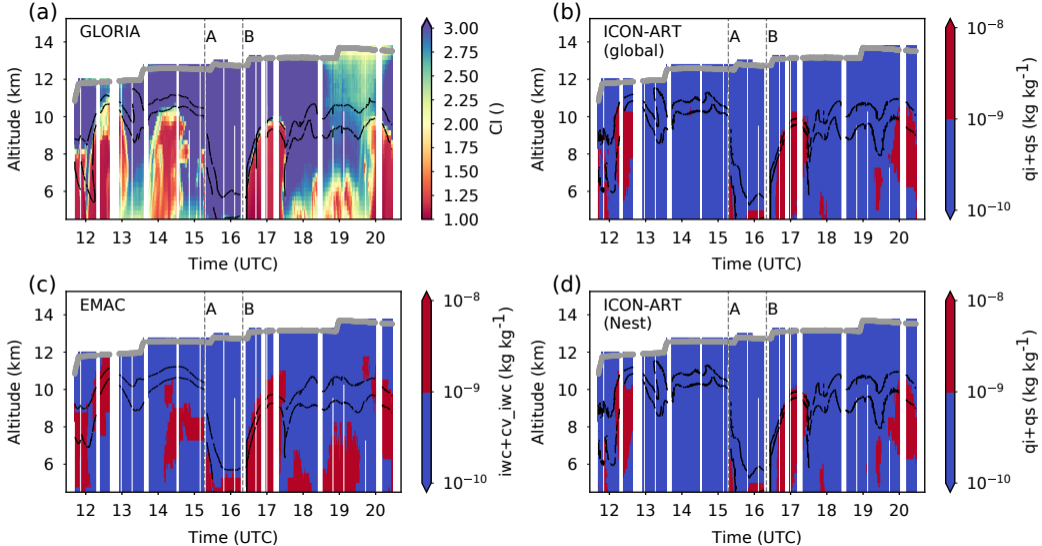 (a)
GLORIA
A
B
14
12
10
8
6
Altitude (km)
12 13 14 15 16 17 18 19 20
Time (UTC)
3.00
2.75
2.50
2.25
2.00
1.75
1.50
1.25
1.00
CI ()
(b)
ICON-ART
(global)
A
B
14
12
10
8
6
Altitude (km)
12 13 14 15 16 17 18 19 20
Time (UTC)
10⁻⁸
10⁻⁹
10⁻¹⁰
qi+qs (kg kg⁻¹)
(c)
EMAC
A
B
14
12
10
8
6
Altitude (km)
12 13 14 15 16 17 18 19 20
Time (UTC)
10⁻⁸
10⁻⁹
10⁻¹⁰
iwc+cv_iwc (kg kg⁻¹)
(d)
ICON-ART
(Nest)
A
B
14
12
10
8
6
Altitude (km)
12 13 14 15 16 17 18 19 20
Time (UTC)
10⁻⁸
10⁻⁹
10⁻¹⁰
qi+qs (kg kg⁻¹)